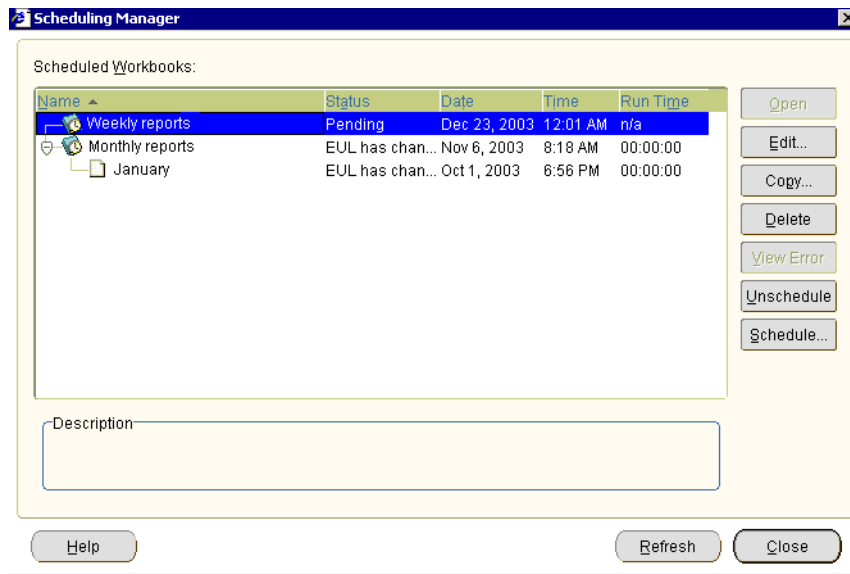 Scheduling Manager
Scheduled Workbooks:
Name Status Date Time Run Time
Weekly reports Pending Dec 23, 2003 12:01 AM n/a
Monthly reports EUL has chan... Nov 6, 2003 8:18 AM 00:00:00
January EUL has chan... Oct 1, 2003 6:56 PM 00:00:00
Open
Edit...
Copy...
Delete
View Error
Unschedule
Schedule...
Description
Help Refresh Close